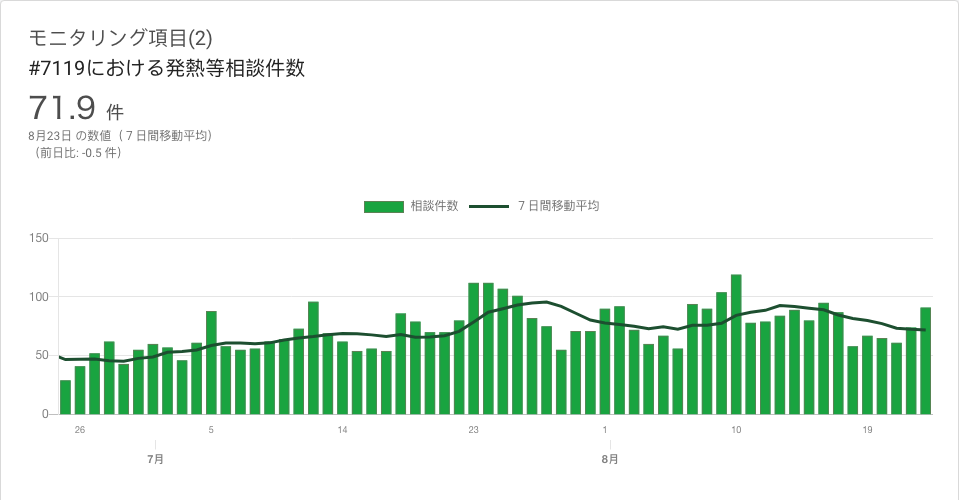 モニタリング項目(2)
#7119における発熱等相談件数
71.9 件
8月23日 の数値（７日間移動平均）
（前日比: -0.5 件）
相談件数 ７日間移動平均
150
100
50
0
26 5 14 23 1 10 19
7月 8月